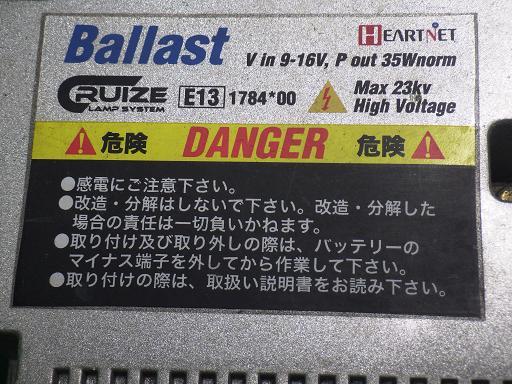 Ballast
HEARTNET
V in 9-16V, P out 35Wnorm
CRUIZE
LAMP SYSTEM
E13 1784*00
Max 23kv
High Voltage
危険 DANGER 危険
●感電にご注意下さい。
●改造・分解はしないで下さい。改造・分解した
場合の責任は一切負いかねます。
●取り付け及び取り外しの際は、バッテリーの
マイナス端子を外してから作業して下さい。
●取り付けの際は、取扱い説明書をお読み下さい。